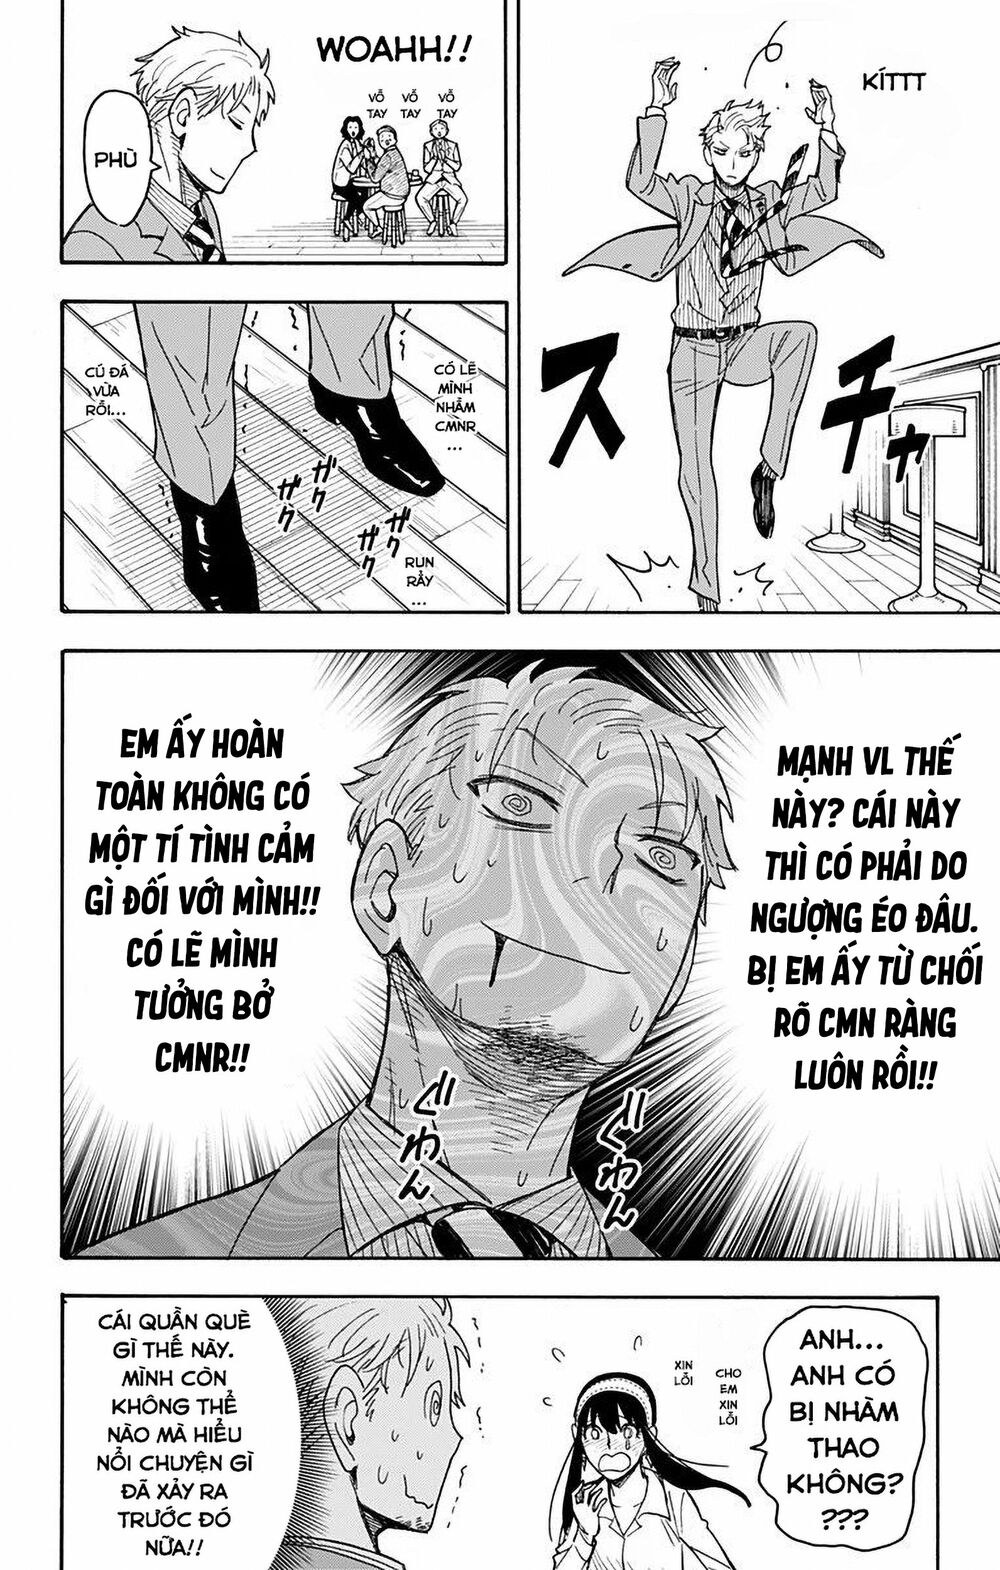 KÍTTT
スチャ
WOAHH!!
VỖ
TAY
VỖ
TAY
VỖ
TAY
PHÙ
CÓ LẼ
MÌNH
NHẦM
CMNR
...
CÚ ĐÁ
VỪA
RỒI...
ガク
ガク
ガク
ガク
RUN
RẨY
...
MẠNH VL THẾ
NÀY? CÁI NÀY
THÌ CÓ PHẢI DO
NGƯỢNG ÉO ĐÂU.
BỊ EM ẤY TỪ CHỐI
RÕ CMN RÀNG
LUÔN RỒI!!
EM ẤY HOÀN
TOÀN KHÔNG CÓ
MỘT TÍ TÌNH CẢM
GÌ ĐỐI VỚI MÌNH!!
CÓ LẼ MÌNH
TƯỞNG BỞ
CMNR!!
ぐわん
ぐわん
ANH...
ANH CÓ
BỊ NHẦM
THAO
KHÔNG?
???
CHO
EM
XIN
LỖI
XIN
LỖI
CÁI QUẦN QUÈ
GÌ THẾ NÀY.
MÌNH CÒN
KHÔNG THỂ
NÀO MÀ HIỂU
NỔI CHUYỆN GÌ
ĐÃ XẢY RA
TRƯỚC ĐÓ
NỮA!!